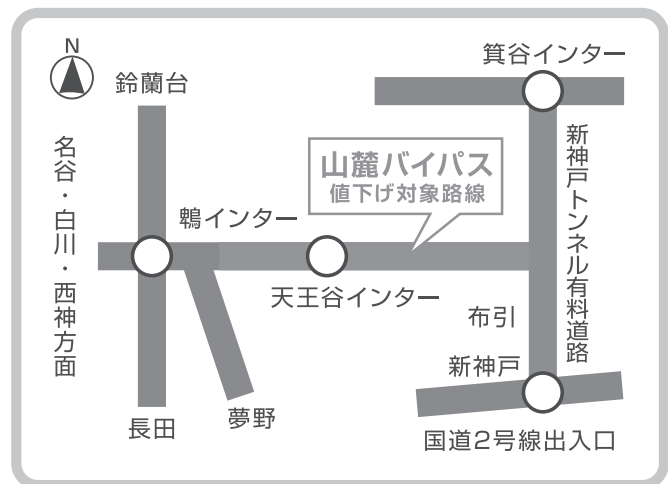 N
鈴蘭台
箕谷インター
名谷・白川・西神方面
山麓バイパス
値下げ対象路線
新神戸トンネル有料道路
鵯インター
天王谷インター
布引
新神戸
長田
夢野
国道2号線出入口